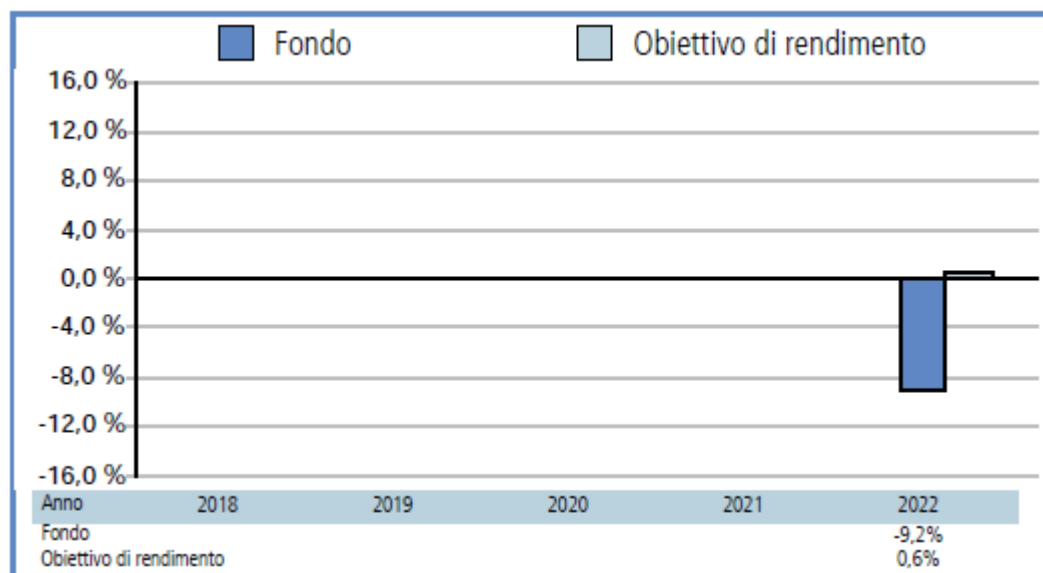 Fondo Obiettivo di rendimento
16,0 %
12,0 %
8,0 %
4,0 %
0,0 %
-4,0 %
-8,0 %
-12,0 %
-16,0 %
Anno 2018 2019 2020 2021 2022
Fondo -9,2%
Obiettivo di rendimento 0,6%